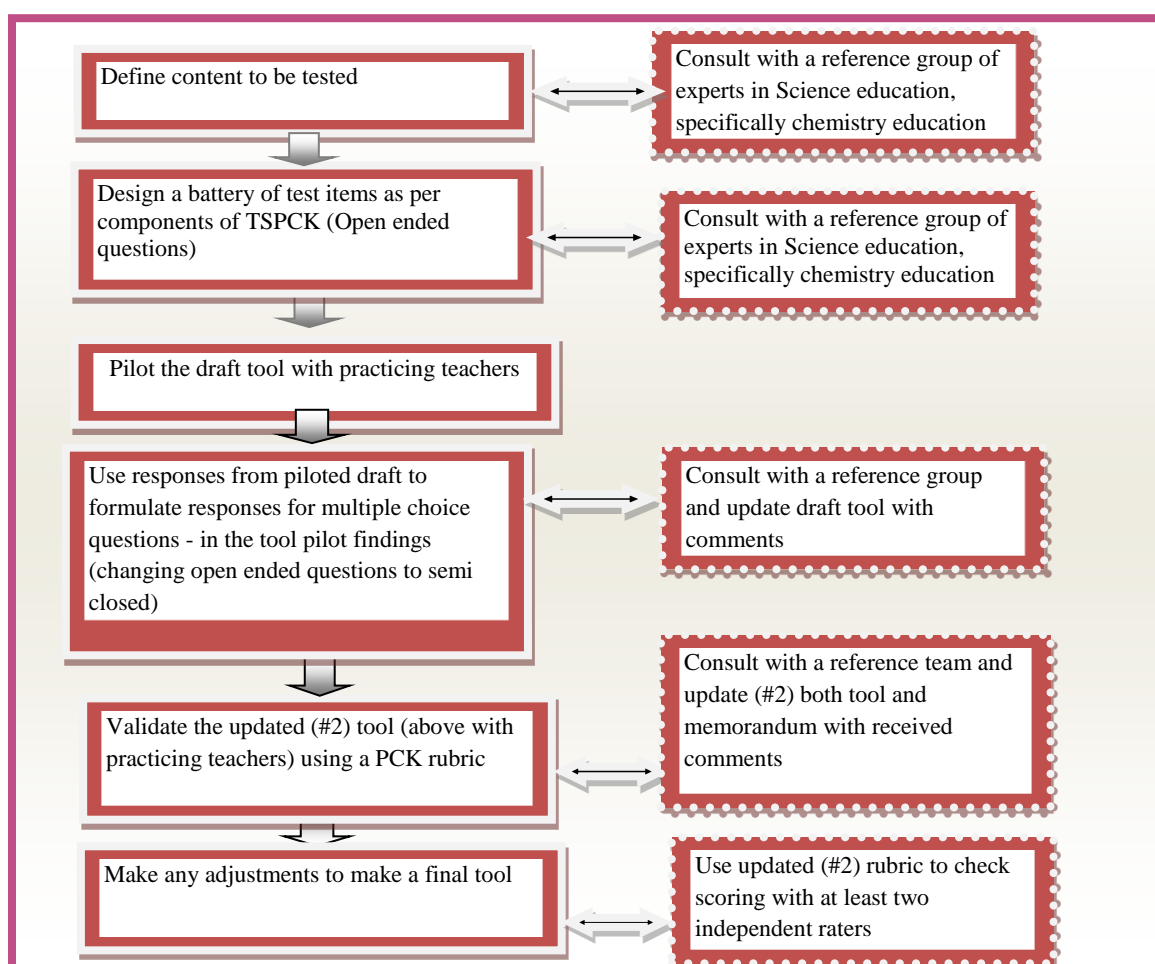 Define content to be tested
Consult with a reference group of
experts in Science education,
specifically chemistry education
Design a battery of test items as per
components of TSPCK (Open ended
questions)
Consult with a reference group of
experts in Science education,
specifically chemistry education
Pilot the draft tool with practicing teachers
Use responses from piloted draft to
formulate responses for multiple choice
questions - in the tool pilot findings
(changing open ended questions to semi
closed)
Consult with a reference group
and update draft tool with
comments
Validate the updated (#2) tool (above with
practicing teachers) using a PCK rubric
Consult with a reference team and
update (#2) both tool and
memorandum with received
comments
Make any adjustments to make a final tool
Use updated (#2) rubric to check
scoring with at least two
independent raters